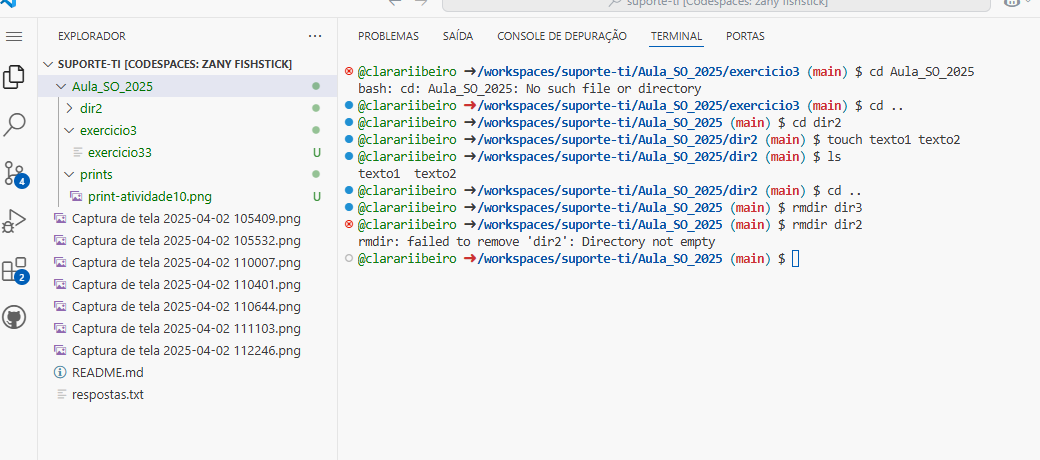 suporte-ti [Codespaces: zany fishstick]
EXPLORADOR ...
SUPORTE-TI [CODESPACES: ZANY FISHSTICK]
Aula_SO_2025
dir2
exercicio3
exercicio33 U
prints
print-atividade10.png U
Captura de tela 2025-04-02 105409.png
Captura de tela 2025-04-02 105532.png
Captura de tela 2025-04-02 110007.png
Captura de tela 2025-04-02 110401.png
Captura de tela 2025-04-02 110644.png
Captura de tela 2025-04-02 111103.png
Captura de tela 2025-04-02 112246.png
README.md
respostas.txt
4
2
PROBLEMAS SAÍDA CONSOLE DE DEPURAÇÃO TERMINAL PORTAS
@clarariibeiro ➜/workspaces/suporte-ti/Aula_SO_2025/exercicio3 (main) $ cd Aula_SO_2025
bash: cd: Aula_SO_2025: No such file or directory
@clarariibeiro ➜/workspaces/suporte-ti/Aula_SO_2025/exercicio3 (main) $ cd ..
@clarariibeiro ➜/workspaces/suporte-ti/Aula_SO_2025 (main) $ cd dir2
@clarariibeiro ➜/workspaces/suporte-ti/Aula_SO_2025/dir2 (main) $ touch texto1 texto2
@clarariibeiro ➜/workspaces/suporte-ti/Aula_SO_2025/dir2 (main) $ ls
texto1  texto2
@clarariibeiro ➜/workspaces/suporte-ti/Aula_SO_2025/dir2 (main) $ cd ..
@clarariibeiro ➜/workspaces/suporte-ti/Aula_SO_2025 (main) $ rmdir dir3
@clarariibeiro ➜/workspaces/suporte-ti/Aula_SO_2025 (main) $ rmdir dir2
rmdir: failed to remove 'dir2': Directory not empty
@clarariibeiro ➜/workspaces/suporte-ti/Aula_SO_2025 (main) $